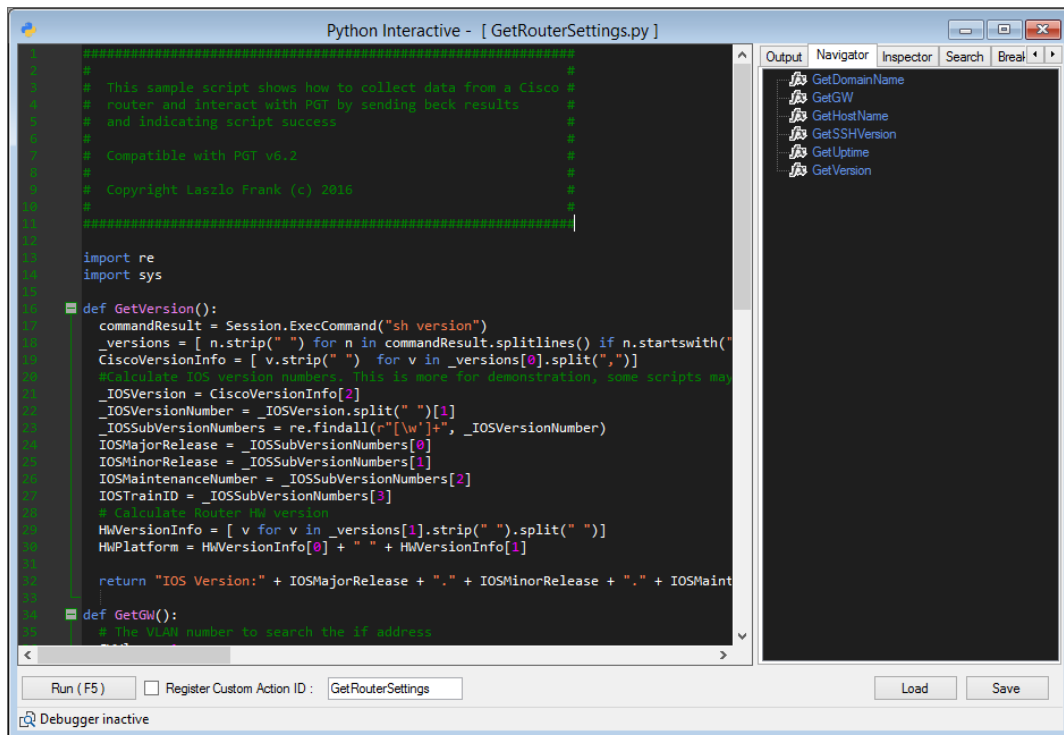 Python Interactive -  [ GetRouterSettings.py ]
1 ##############################################################
2 # #
3 # This sample script shows how to collect data from a Cisco #
4 # router and interact with PGT by sending beck results #
5 # and indicating script success #
6 # #
7 # Compatible with PGT v6.2 #
8 # #
9 # Copyright Laszlo Frank (c) 2016 #
10 # #
11 ##############################################################
12
13 import re
14 import sys
15
16 def GetVersion():
17 commandResult = Session.ExecCommand("sh version")
18 _versions = [ n.strip(" ") for n in commandResult.splitlines() if n.startswith("
19 CiscoVersionInfo = [ v.strip(" ")  for v in _versions[0].split(",")]
20 #Calculate IOS version numbers. This is more for demonstration, some scripts may
21 _IOSVersion = CiscoVersionInfo[2]
22 _IOSVersionNumber = _IOSVersion.split(" ")[1]
23 _IOSSubVersionNumbers = re.findall(r"[\w']+", _IOSVersionNumber)
24 IOSMajorRelease = _IOSSubVersionNumbers[0]
25 IOSMinorRelease = _IOSSubVersionNumbers[1]
26 IOSMaintenanceNumber = _IOSSubVersionNumbers[2]
27 IOSTrainID = _IOSSubVersionNumbers[3]
28 # Calculate Router HW version
29 HWVersionInfo = [ v for v in _versions[1].strip(" ").split(" ")]
30 HWPlatform = HWVersionInfo[0] + " " + HWVersionInfo[1]
31
32 return "IOS Version:" + IOSMajorRelease + "." + IOSMinorRelease + "." + IOSMaint
33
34 def GetGW():
35 # The VLAN number to search the if address
Output Navigator Inspector Search Break
GetDomainName
GetGW
GetHostName
GetSSHVersion
GetUptime
GetVersion
Run ( F5 ) Register Custom Action ID : GetRouterSettings Load Save
Debugger inactive